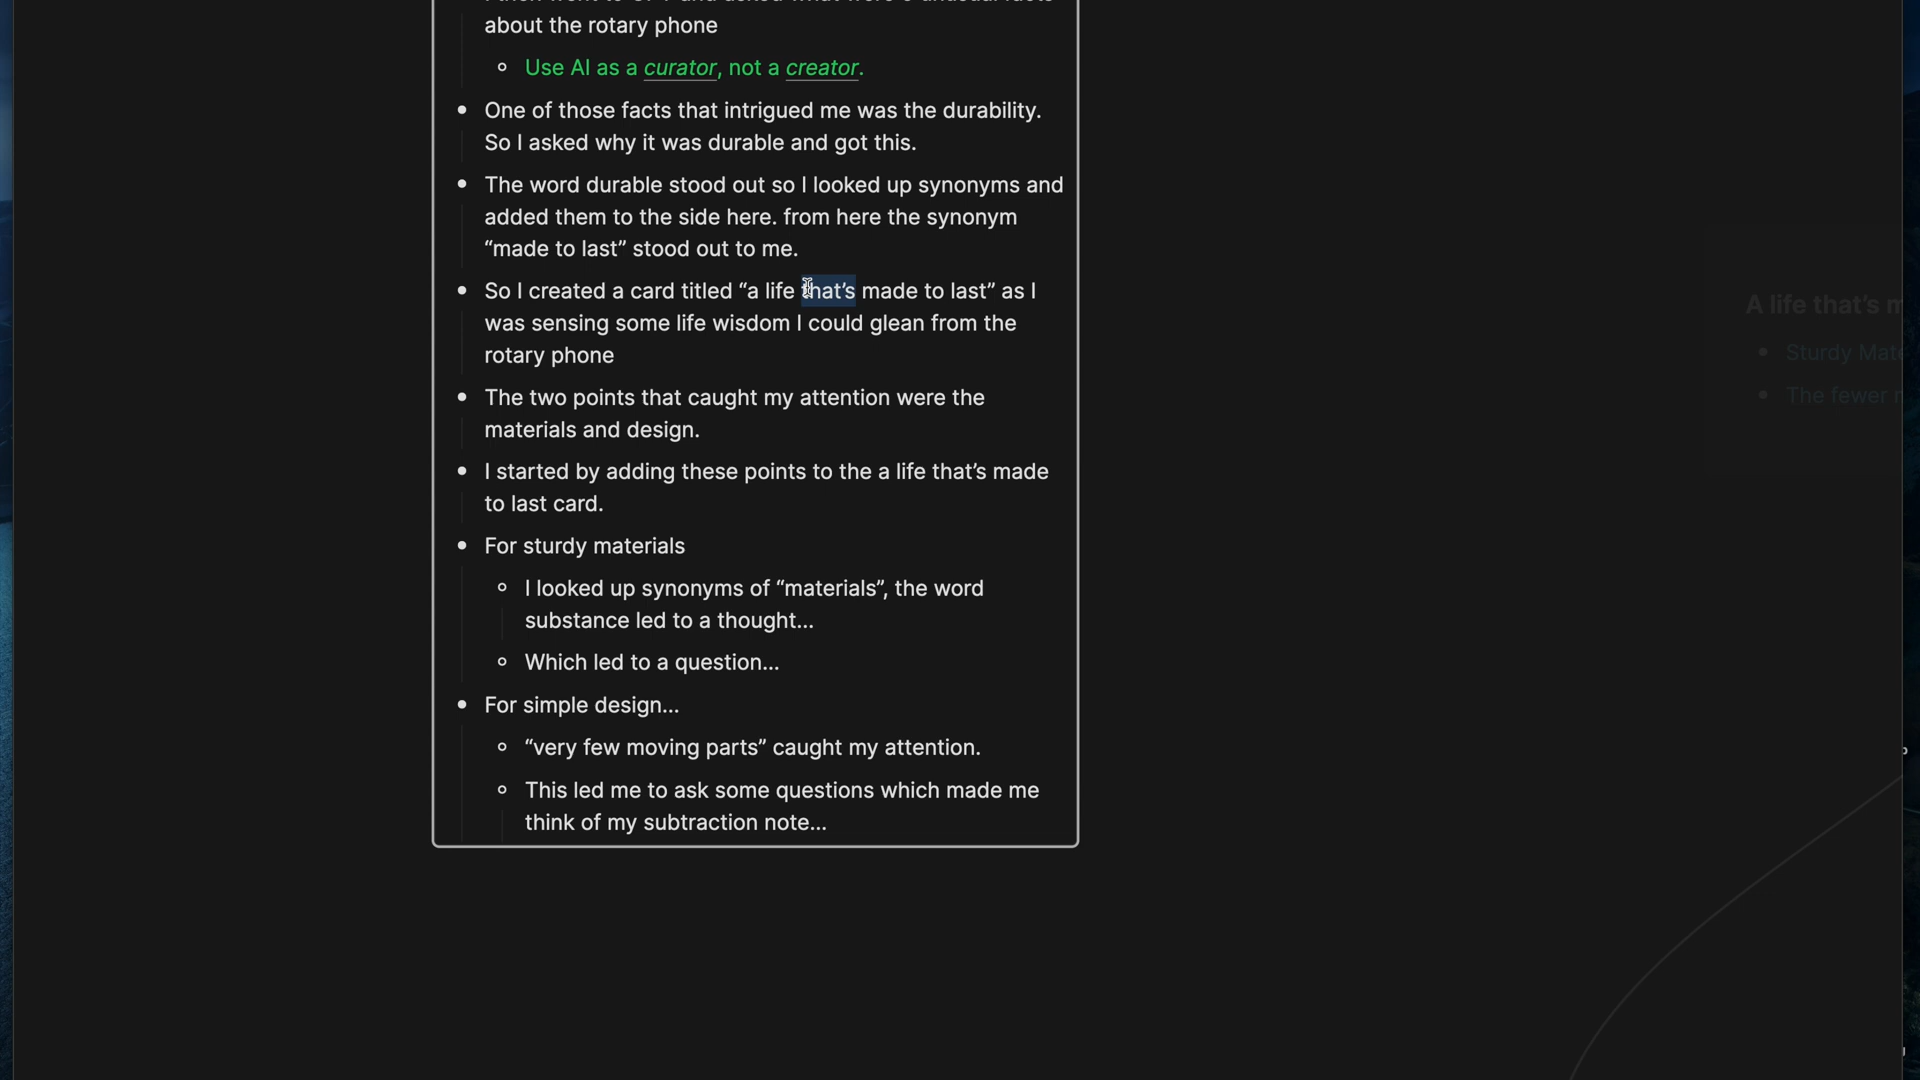 about the rotary phone
Use AI as a curator, not a creator.
One of those facts that intrigued me was the durability.
So I asked why it was durable and got this.
The word durable stood out so I looked up synonyms and
added them to the side here. from here the synonym
“made to last” stood out to me.
So I created a card titled “a life that’s made to last” as I
was sensing some life wisdom I could glean from the
rotary phone
The two points that caught my attention were the
materials and design.
I started by adding these points to the a life that’s made
to last card.
For sturdy materials
I looked up synonyms of “materials”, the word
substance led to a thought...
Which led to a question...
For simple design...
“very few moving parts” caught my attention.
This led me to ask some questions which made me
think of my subtraction note...
A life that’s
Sturdy
The fewer